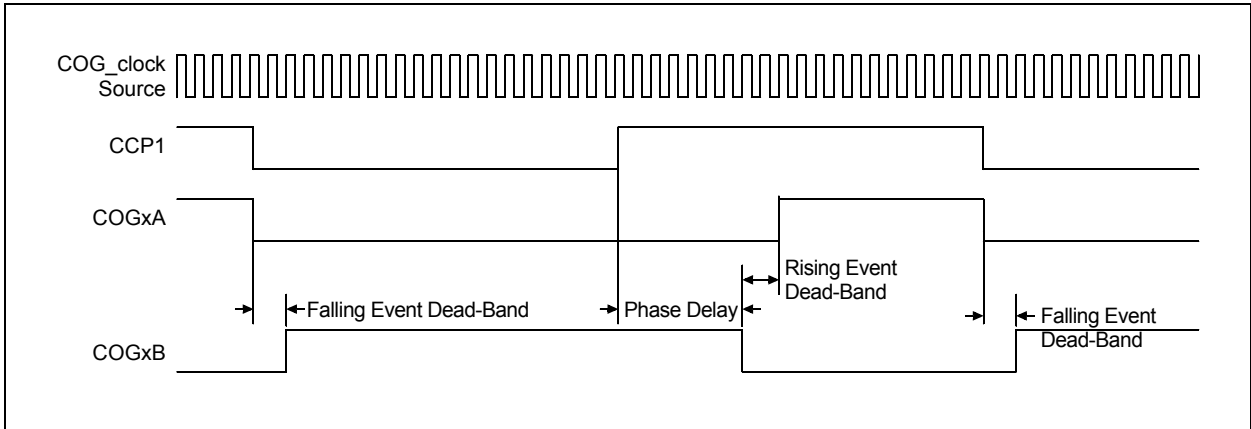 COG_clock
Source
CCP1
COGxA
Rising Event
Dead-Band
Falling Event Dead-Band
Phase Delay
Falling Event
Dead-Band
COGxB